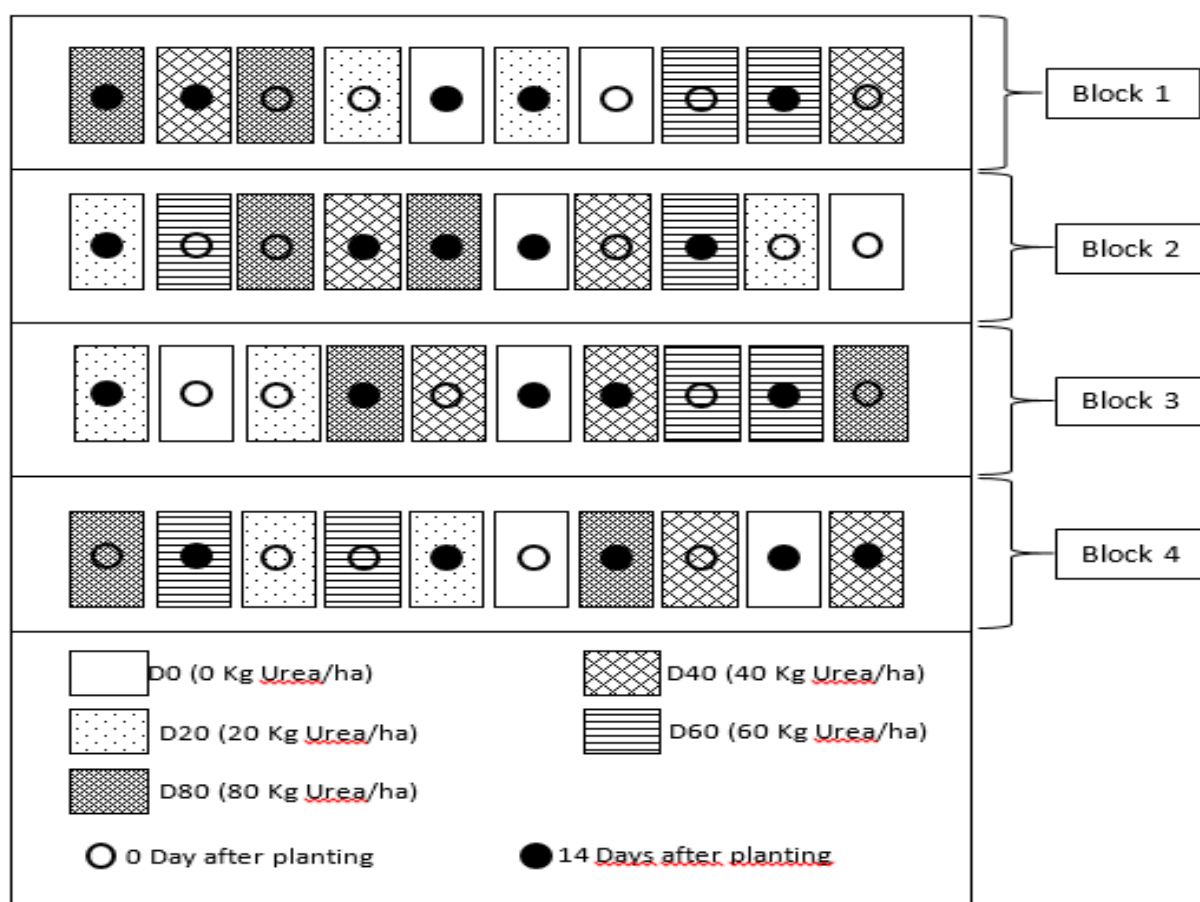 Block 1
Block 2
Block 3
Block 4
D0 (0 Kg Urea/ha)
D40 (40 Kg Urea/ha)
D20 (20 Kg Urea/ha)
D60 (60 Kg Urea/ha)
D80 (80 Kg Urea/ha)
0 Day after planting
14 Days after planting